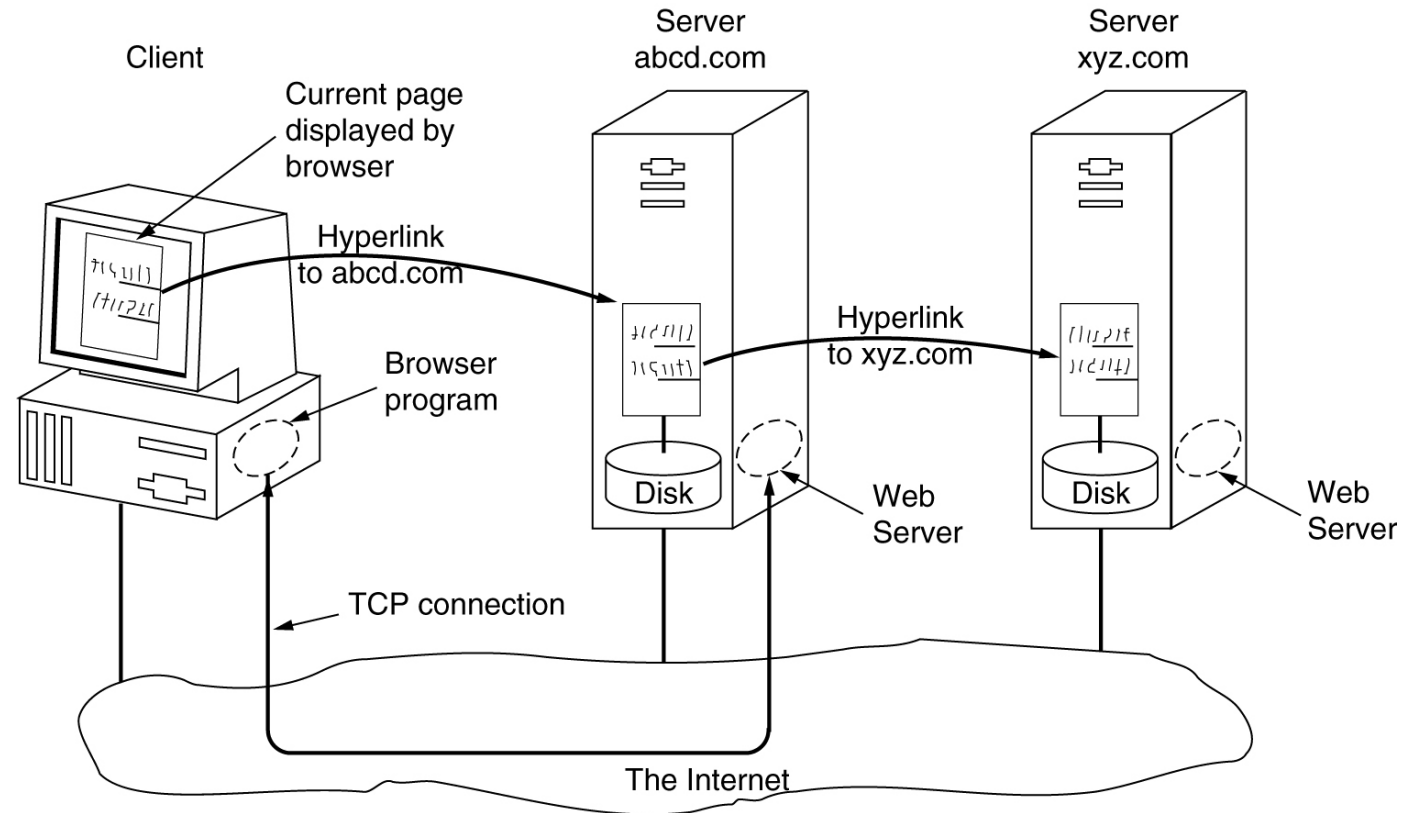 Client
Server
abcd.com
Server
xyz.com
Current page
displayed by
browser
Hyperlink
to abcd.com
Hyperlink
to xyz.com
Browser
program
Disk
Web
Server
Disk
Web
Server
TCP connection
The Internet